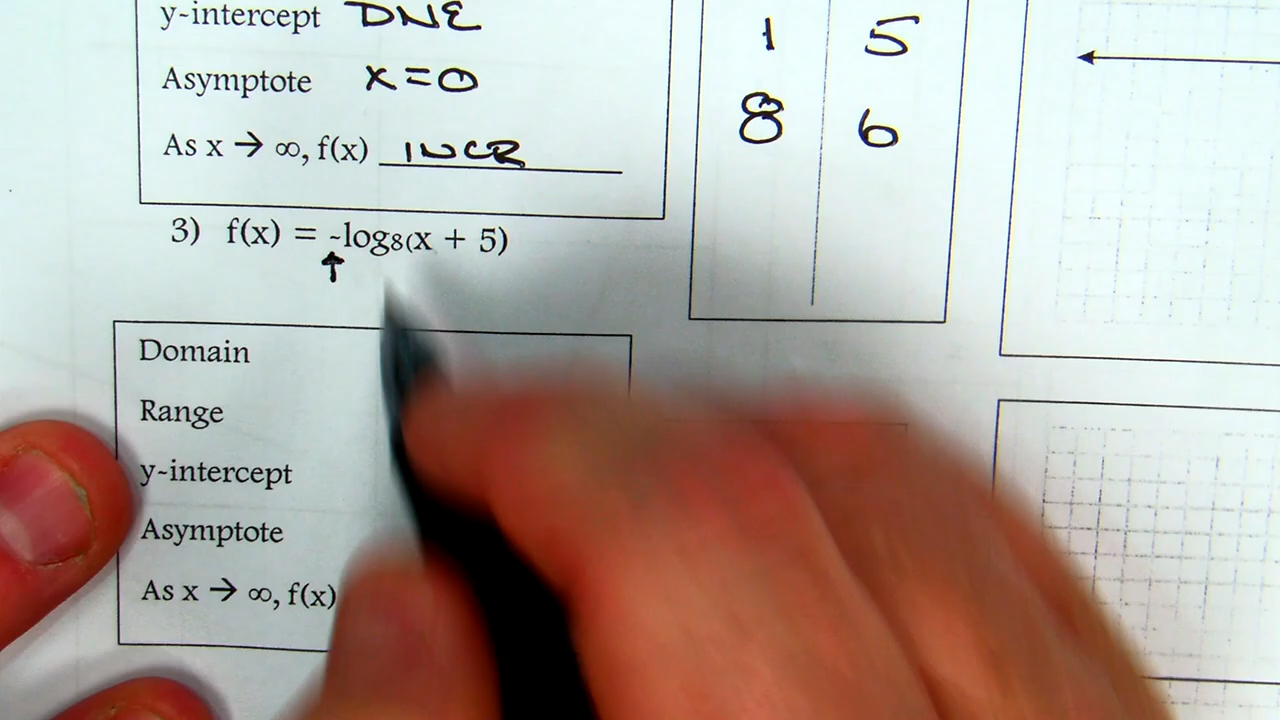 y-intercept DNE
Asymptote x=0
As x → ∞, f(x) INCR
1 5
8 6
3) f(x) = -log₈(x + 5)
↑
Domain
Range
y-intercept
Asymptote
As x → ∞, f(x)